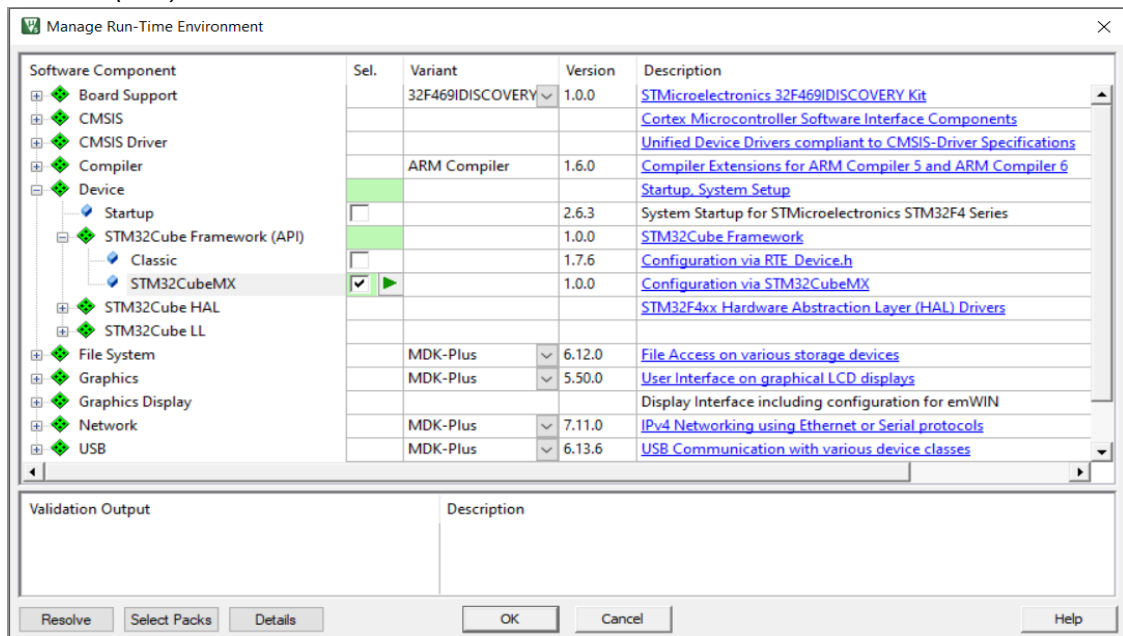 Manage Run-Time Environment
Software Component Sel. Variant Version Description
Board Support 32F469IDISCOVERY 1.0.0 STMicroelectronics 32F469IDISCOVERY Kit
CMSIS Cortex Microcontroller Software Interface Components
CMSIS Driver Unified Device Drivers compliant to CMSIS-Driver Specifications
Compiler ARM Compiler 1.6.0 Compiler Extensions for ARM Compiler 5 and ARM Compiler 6
Device Startup, System Setup
Startup 2.6.3 System Startup for STMicroelectronics STM32F4 Series
STM32Cube Framework (API) 1.0.0 STM32Cube Framework
Classic 1.7.6 Configuration via RTE_Device.h
STM32CubeMX 1.0.0 Configuration via STM32CubeMX
STM32Cube HAL STM32F4xx Hardware Abstraction Layer (HAL) Drivers
STM32Cube LL
File System MDK-Plus 6.12.0 File Access on various storage devices
Graphics MDK-Plus 5.50.0 User Interface on graphical LCD displays
Graphics Display Display Interface including configuration for emWIN
Network MDK-Plus 7.11.0 IPv4 Networking using Ethernet or Serial protocols
USB MDK-Plus 6.13.6 USB Communication with various device classes
Validation Output Description
Resolve Select Packs Details OK Cancel Help